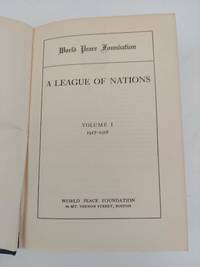 World Peace Foundation
A LEAGUE OF NATIONS
VOLUME I
1917-1918
WORLD PEACE FOUNDATION
40 MT. VERNON STREET, BOSTON